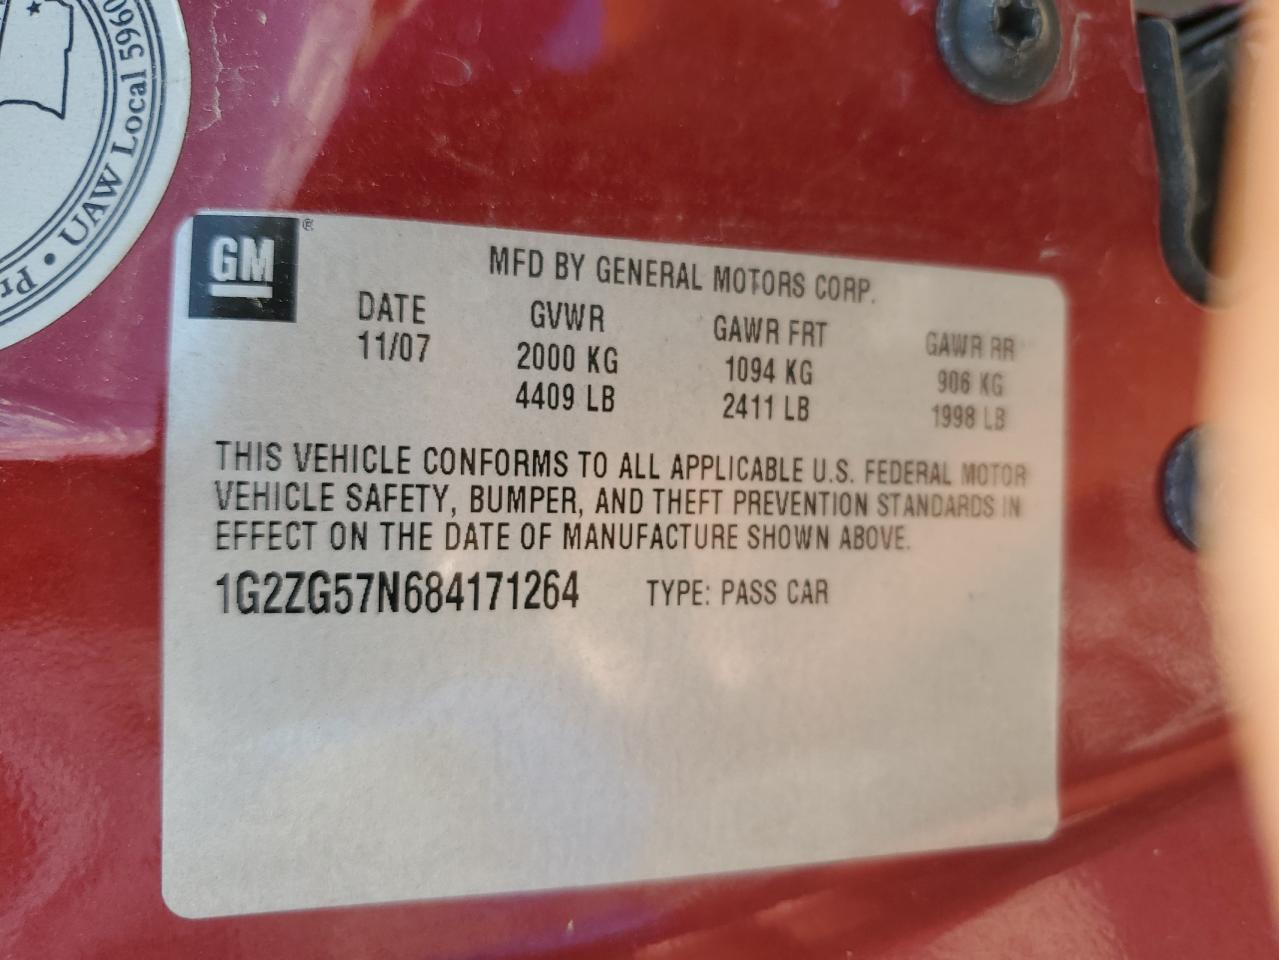 Pr
• UAW Local 5960
GM ®
MFD BY GENERAL MOTORS CORP.
DATE GVWR GAWR FRT GAWR RR
11/07 2000 KG 1094 KG 906 KG
4409 LB 2411 LB 1998 LB
THIS VEHICLE CONFORMS TO ALL APPLICABLE U.S. FEDERAL MOTOR
VEHICLE SAFETY, BUMPER, AND THEFT PREVENTION STANDARDS IN
EFFECT ON THE DATE OF MANUFACTURE SHOWN ABOVE.
1G2ZG57N684171264 TYPE: PASS CAR